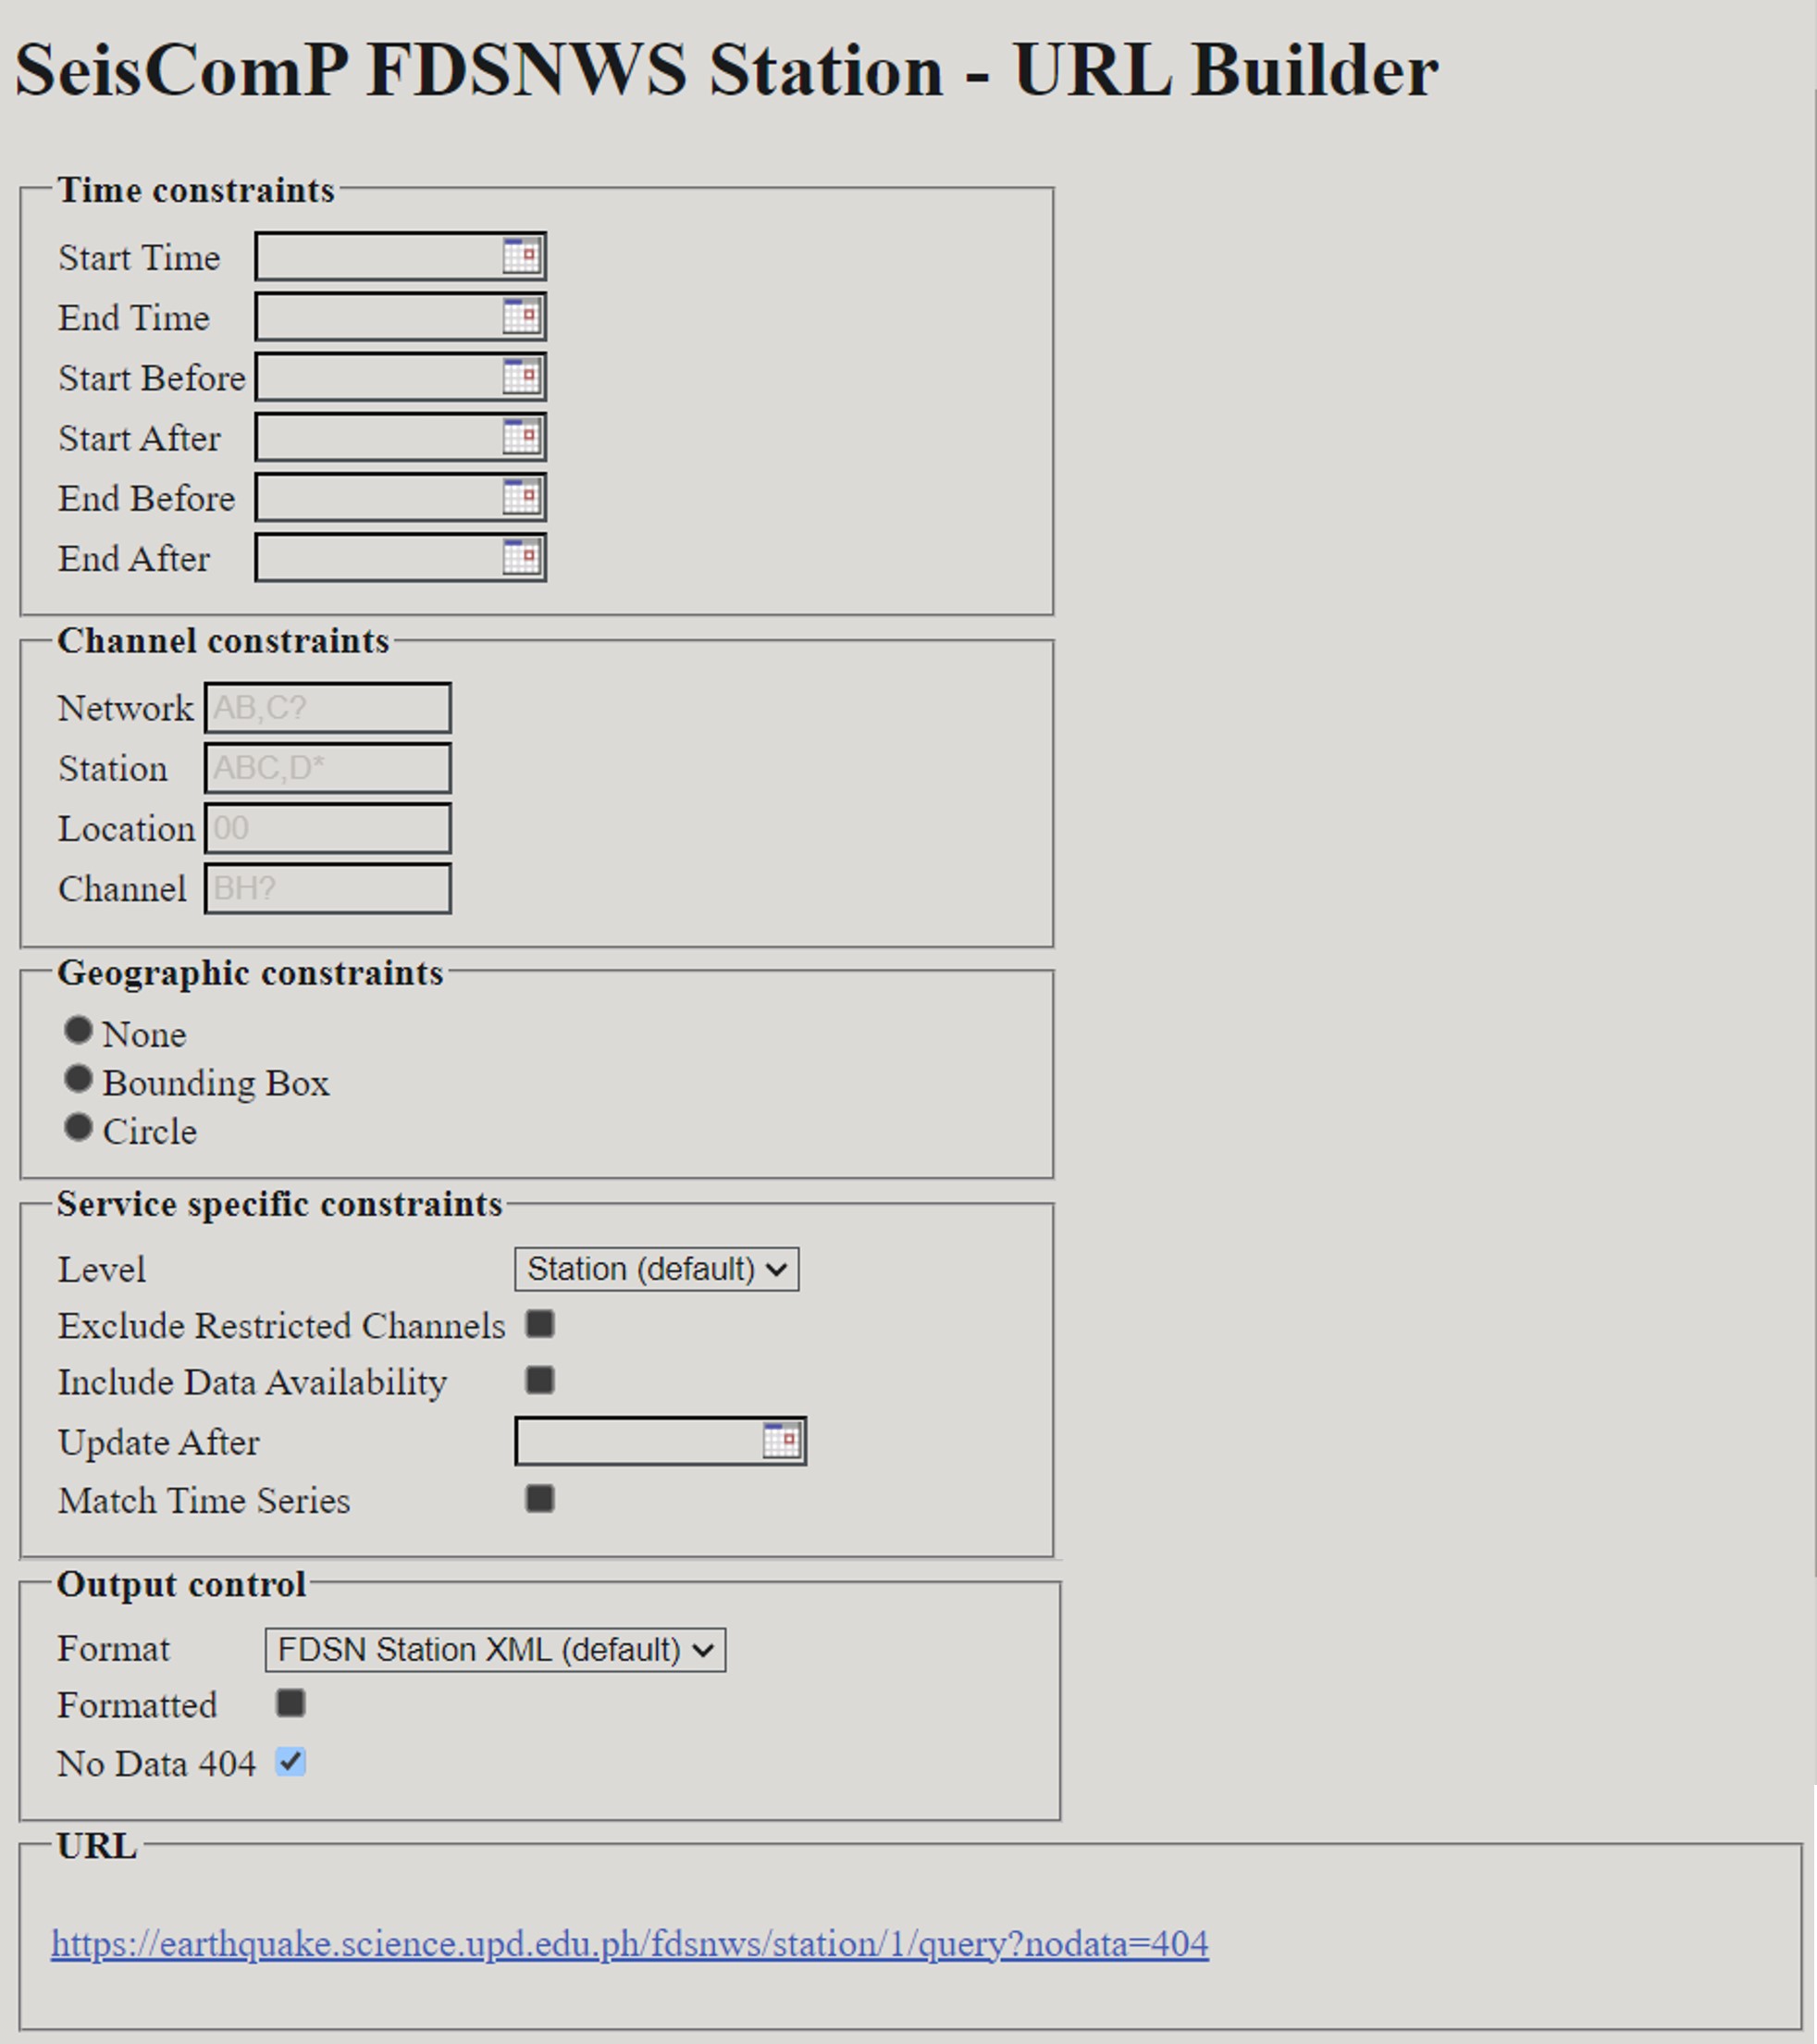 SeisComP FDSNWS Station - URL Builder
Time constraints
Start Time
End Time
Start Before
Start After
End Before
End After
Channel constraints
Network AB,C?
Station ABC,D*
Location 00
Channel BH?
Geographic constraints
None
Bounding Box
Circle
Service specific constraints
Level Station (default)
Exclude Restricted Channels
Include Data Availability
Update After
Match Time Series
Output control
Format FDSN Station XML (default)
Formatted
No Data 404
URL
https://earthquake.science.upd.edu.ph/fdsnws/station/1/query?nodata=404